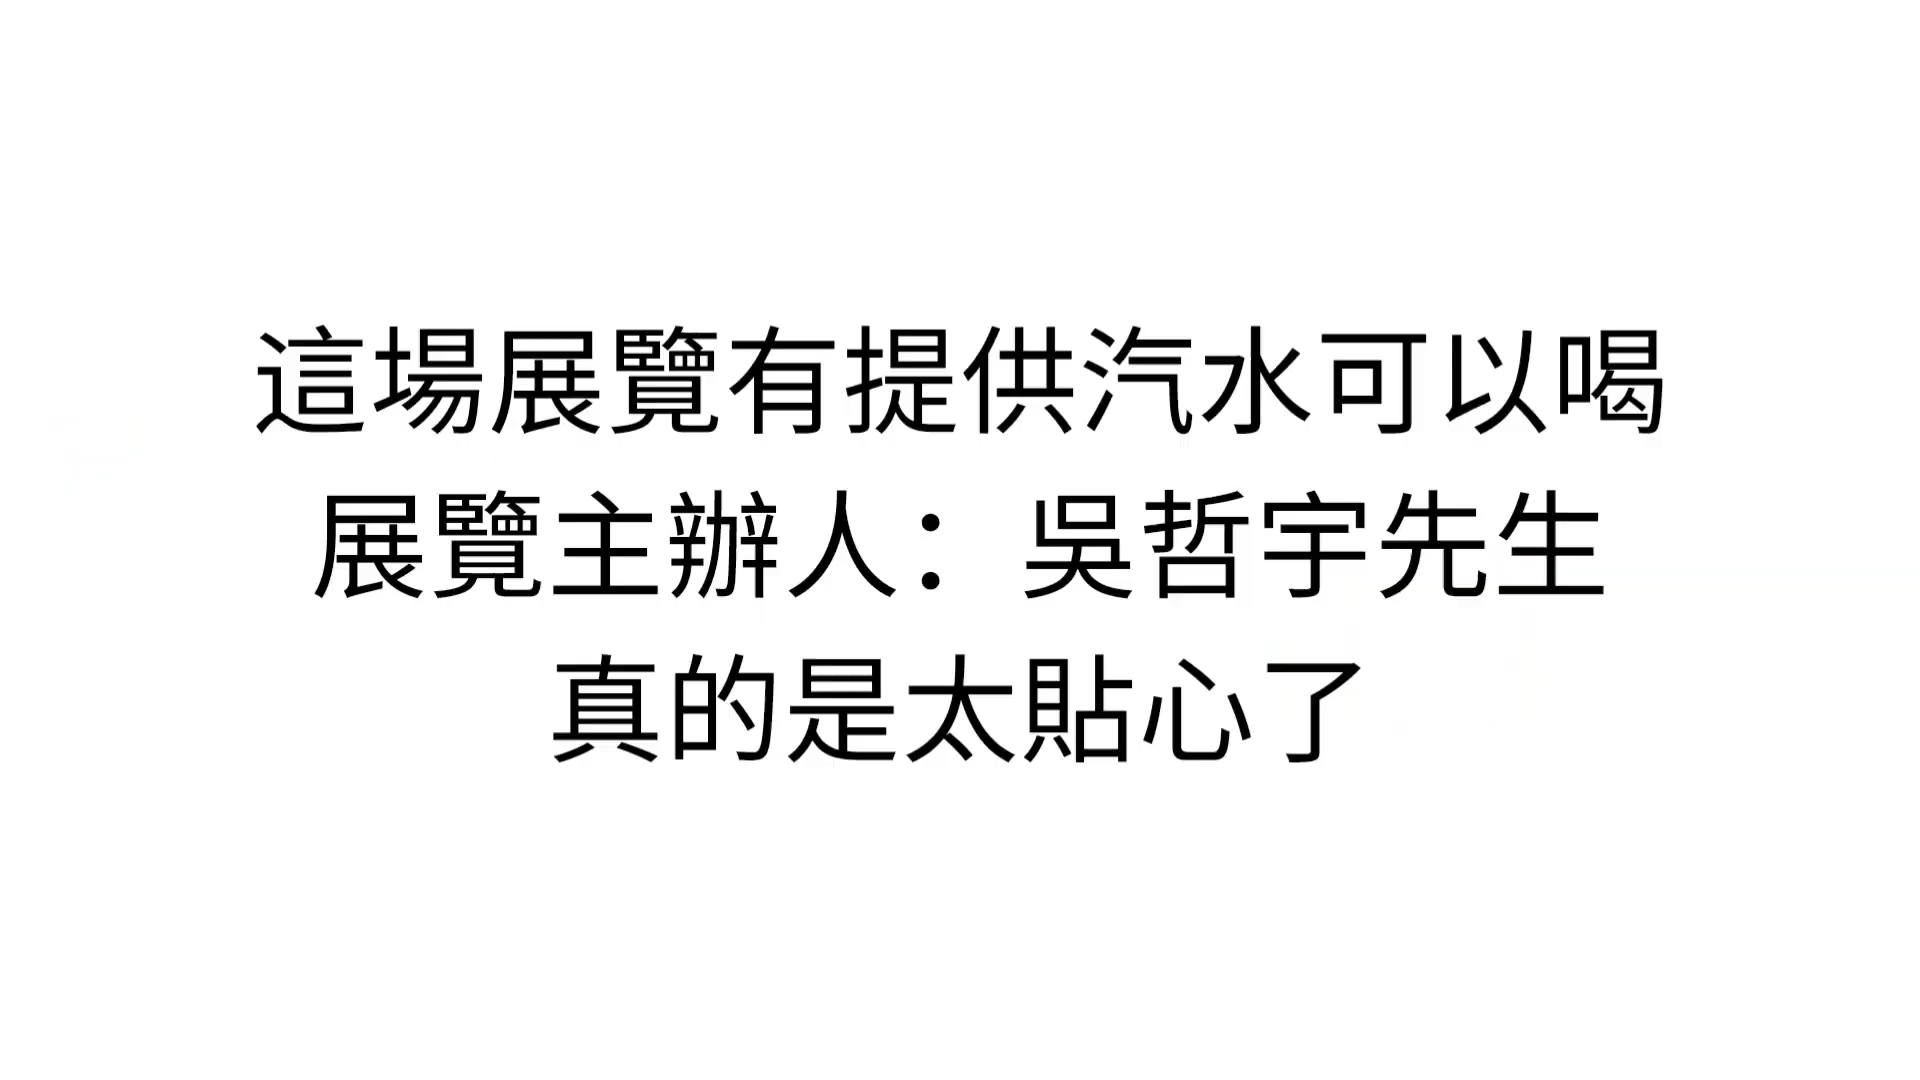 這場展覽有提供汽水可以喝
展覽主辦人：吳哲宇先生
真的是太貼心了